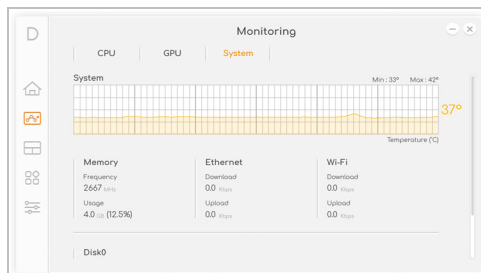 D
Monitoring
CPU GPU System
System
Min : 33° Max : 42°
37°
Temperature (°C)
Memory Ethernet Wi-Fi
Frequency Download Download
2667 MHz 0.0 Kbps 0.0 Kbps
Usage Upload Upload
4.0 GB (12.5%) 0.0 Kbps 0.0 Kbps
Disk0